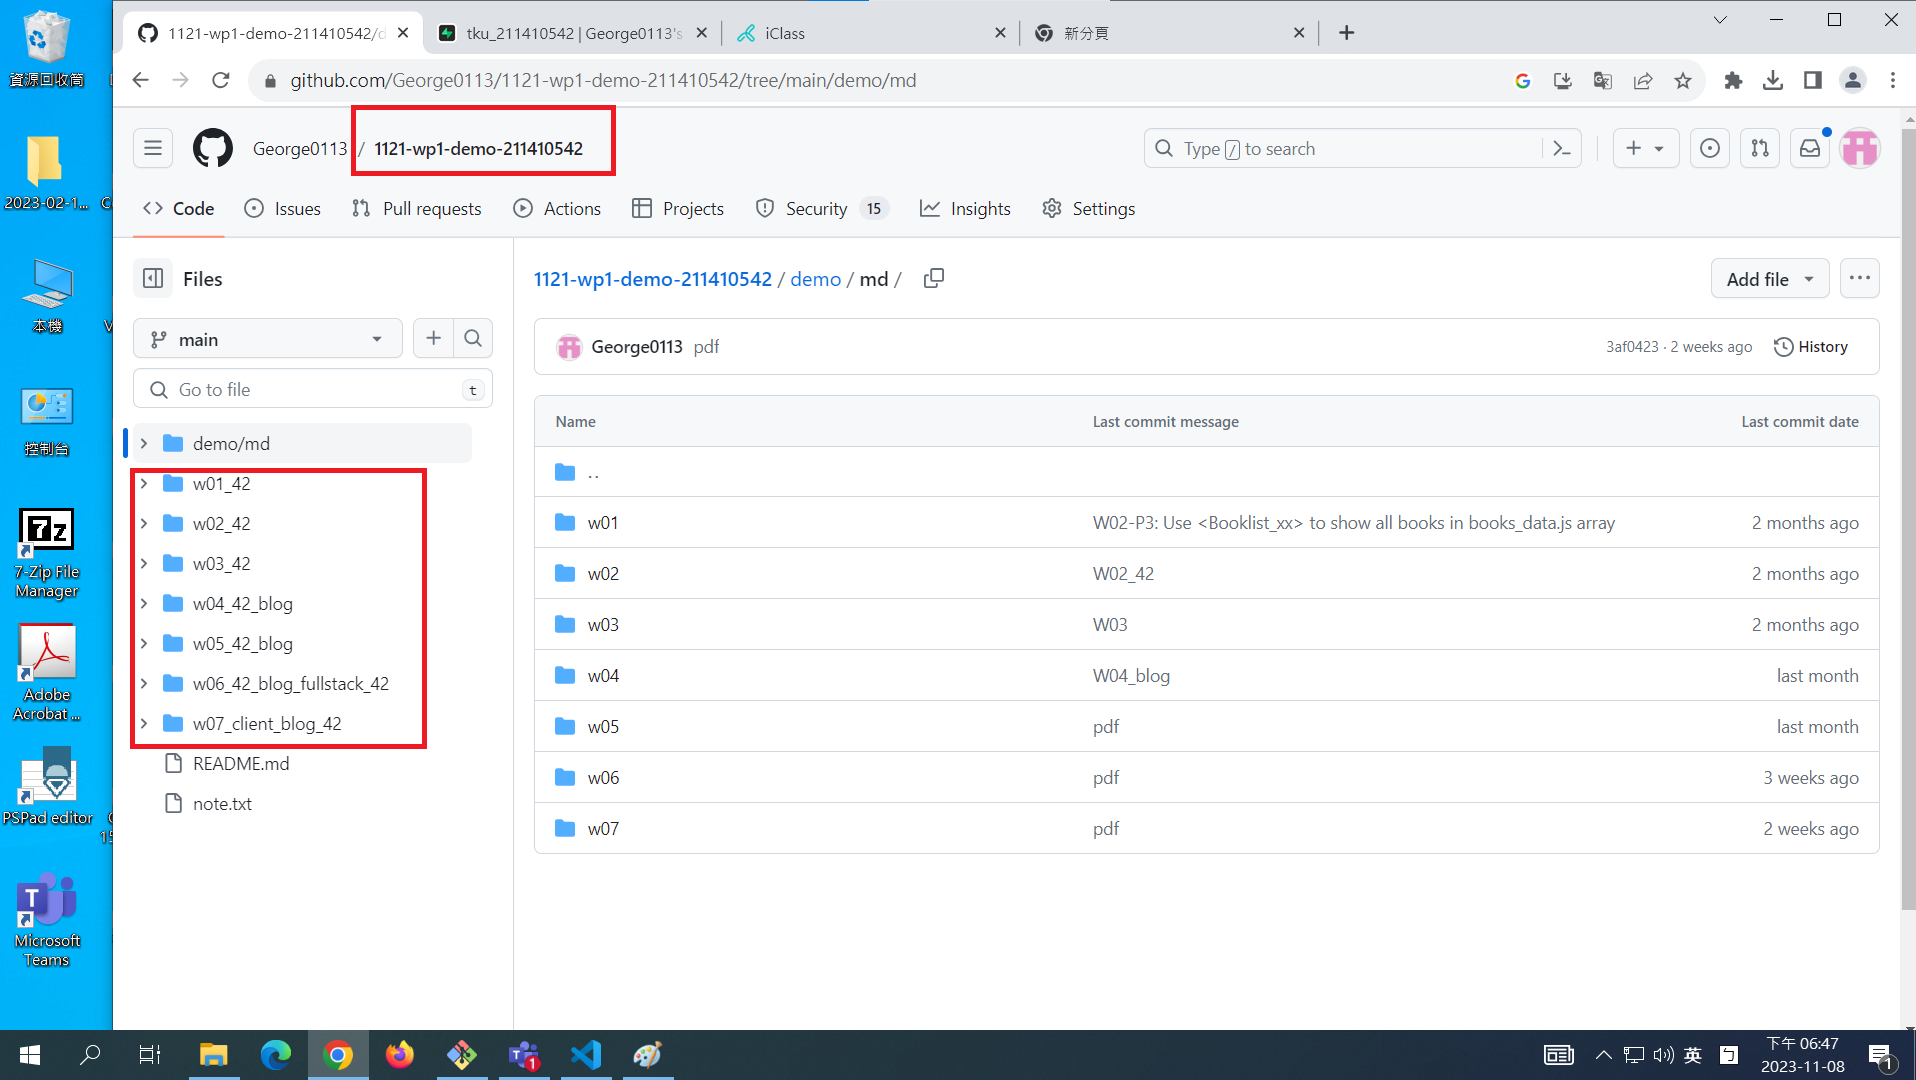 1121-wp1-demo-211410542/d
tku_211410542 | George0113's
iClass
新分頁
github.com/George0113/1121-wp1-demo-211410542/tree/main/demo/md
George0113 / 1121-wp1-demo-211410542
Type / to search
Code
Issues
Pull requests
Actions
Projects
Security 15
Insights
Settings
Files
main
Go to file
t
demo/md
w01_42
w02_42
w03_42
w04_42_blog
w05_42_blog
w06_42_blog_fullstack_42
w07_client_blog_42
README.md
note.txt
1121-wp1-demo-211410542 / demo / md /
Add file
George0113 pdf
3af0423 · 2 weeks ago
History
Name Last commit message Last commit date
..
w01 W02-P3: Use <Booklist_xx> to show all books in books_data.js array 2 months ago
w02 W02_42 2 months ago
w03 W03 2 months ago
w04 W04_blog last month
w05 pdf last month
w06 pdf 3 weeks ago
w07 pdf 2 weeks ago
資源回收筒
2023-02-1...
本機
控制台
7z
7-Zip File
Manager
Adobe
Acrobat ...
PSPad editor
T
Microsoft
Teams
1
英
下午 06:47
2023-11-08
1